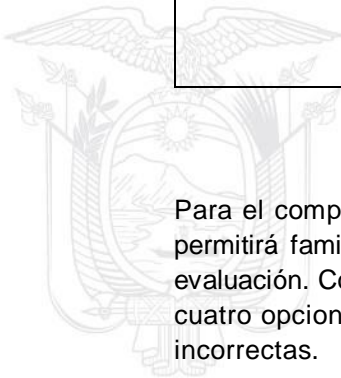 Para el comp
permitirá fami
evaluación. Co
cuatro opcion
incorrectas.